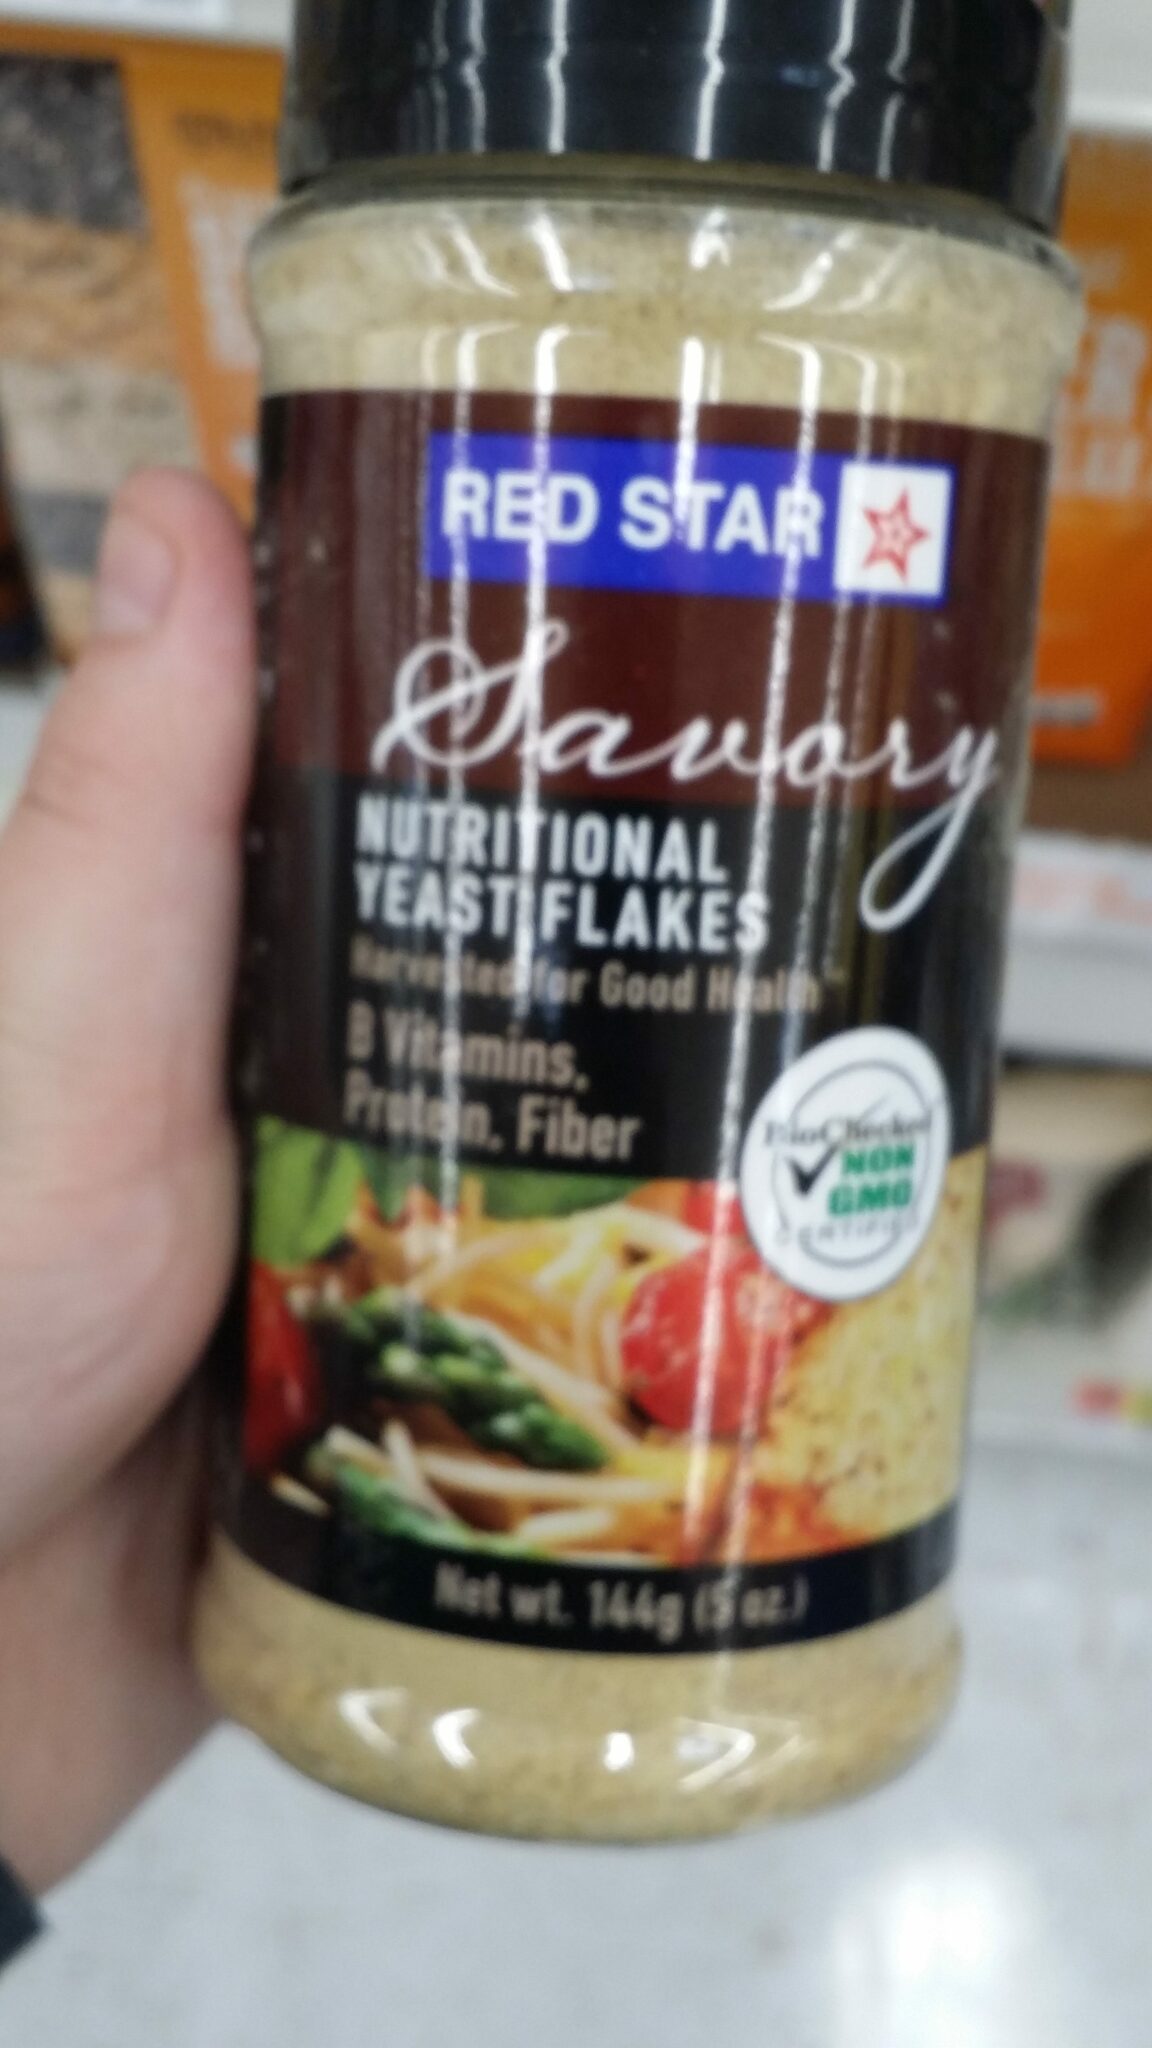 RED STAR
Savory
NUTRITIONAL
YEAST FLAKES
Harvested for Good Health™
B Vitamins,
Protein, Fiber
BioChecked
NON
GMO
CERTIFIED
Net wt. 144g (5 oz.)